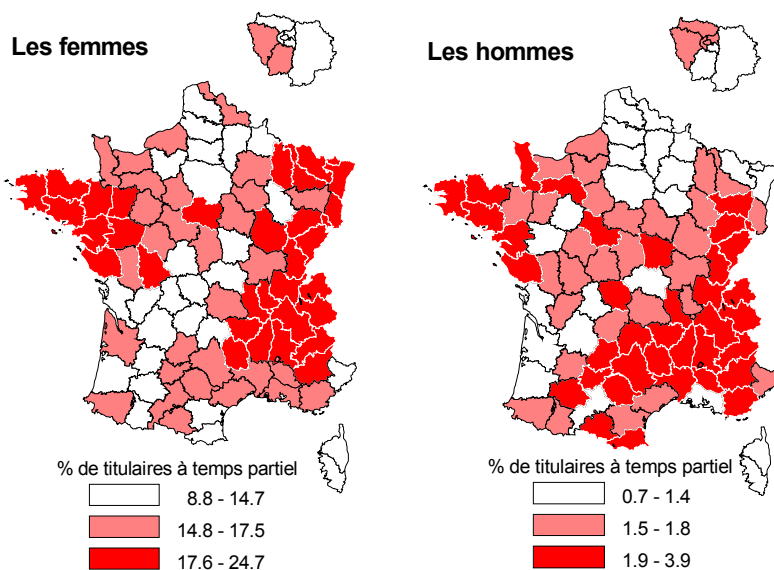 Les femmes
Les hommes
% de titulaires à temps partiel
8.8 - 14.7
14.8 - 17.5
17.6 - 24.7
% de titulaires à temps partiel
0.7 - 1.4
1.5 - 1.8
1.9 - 3.9